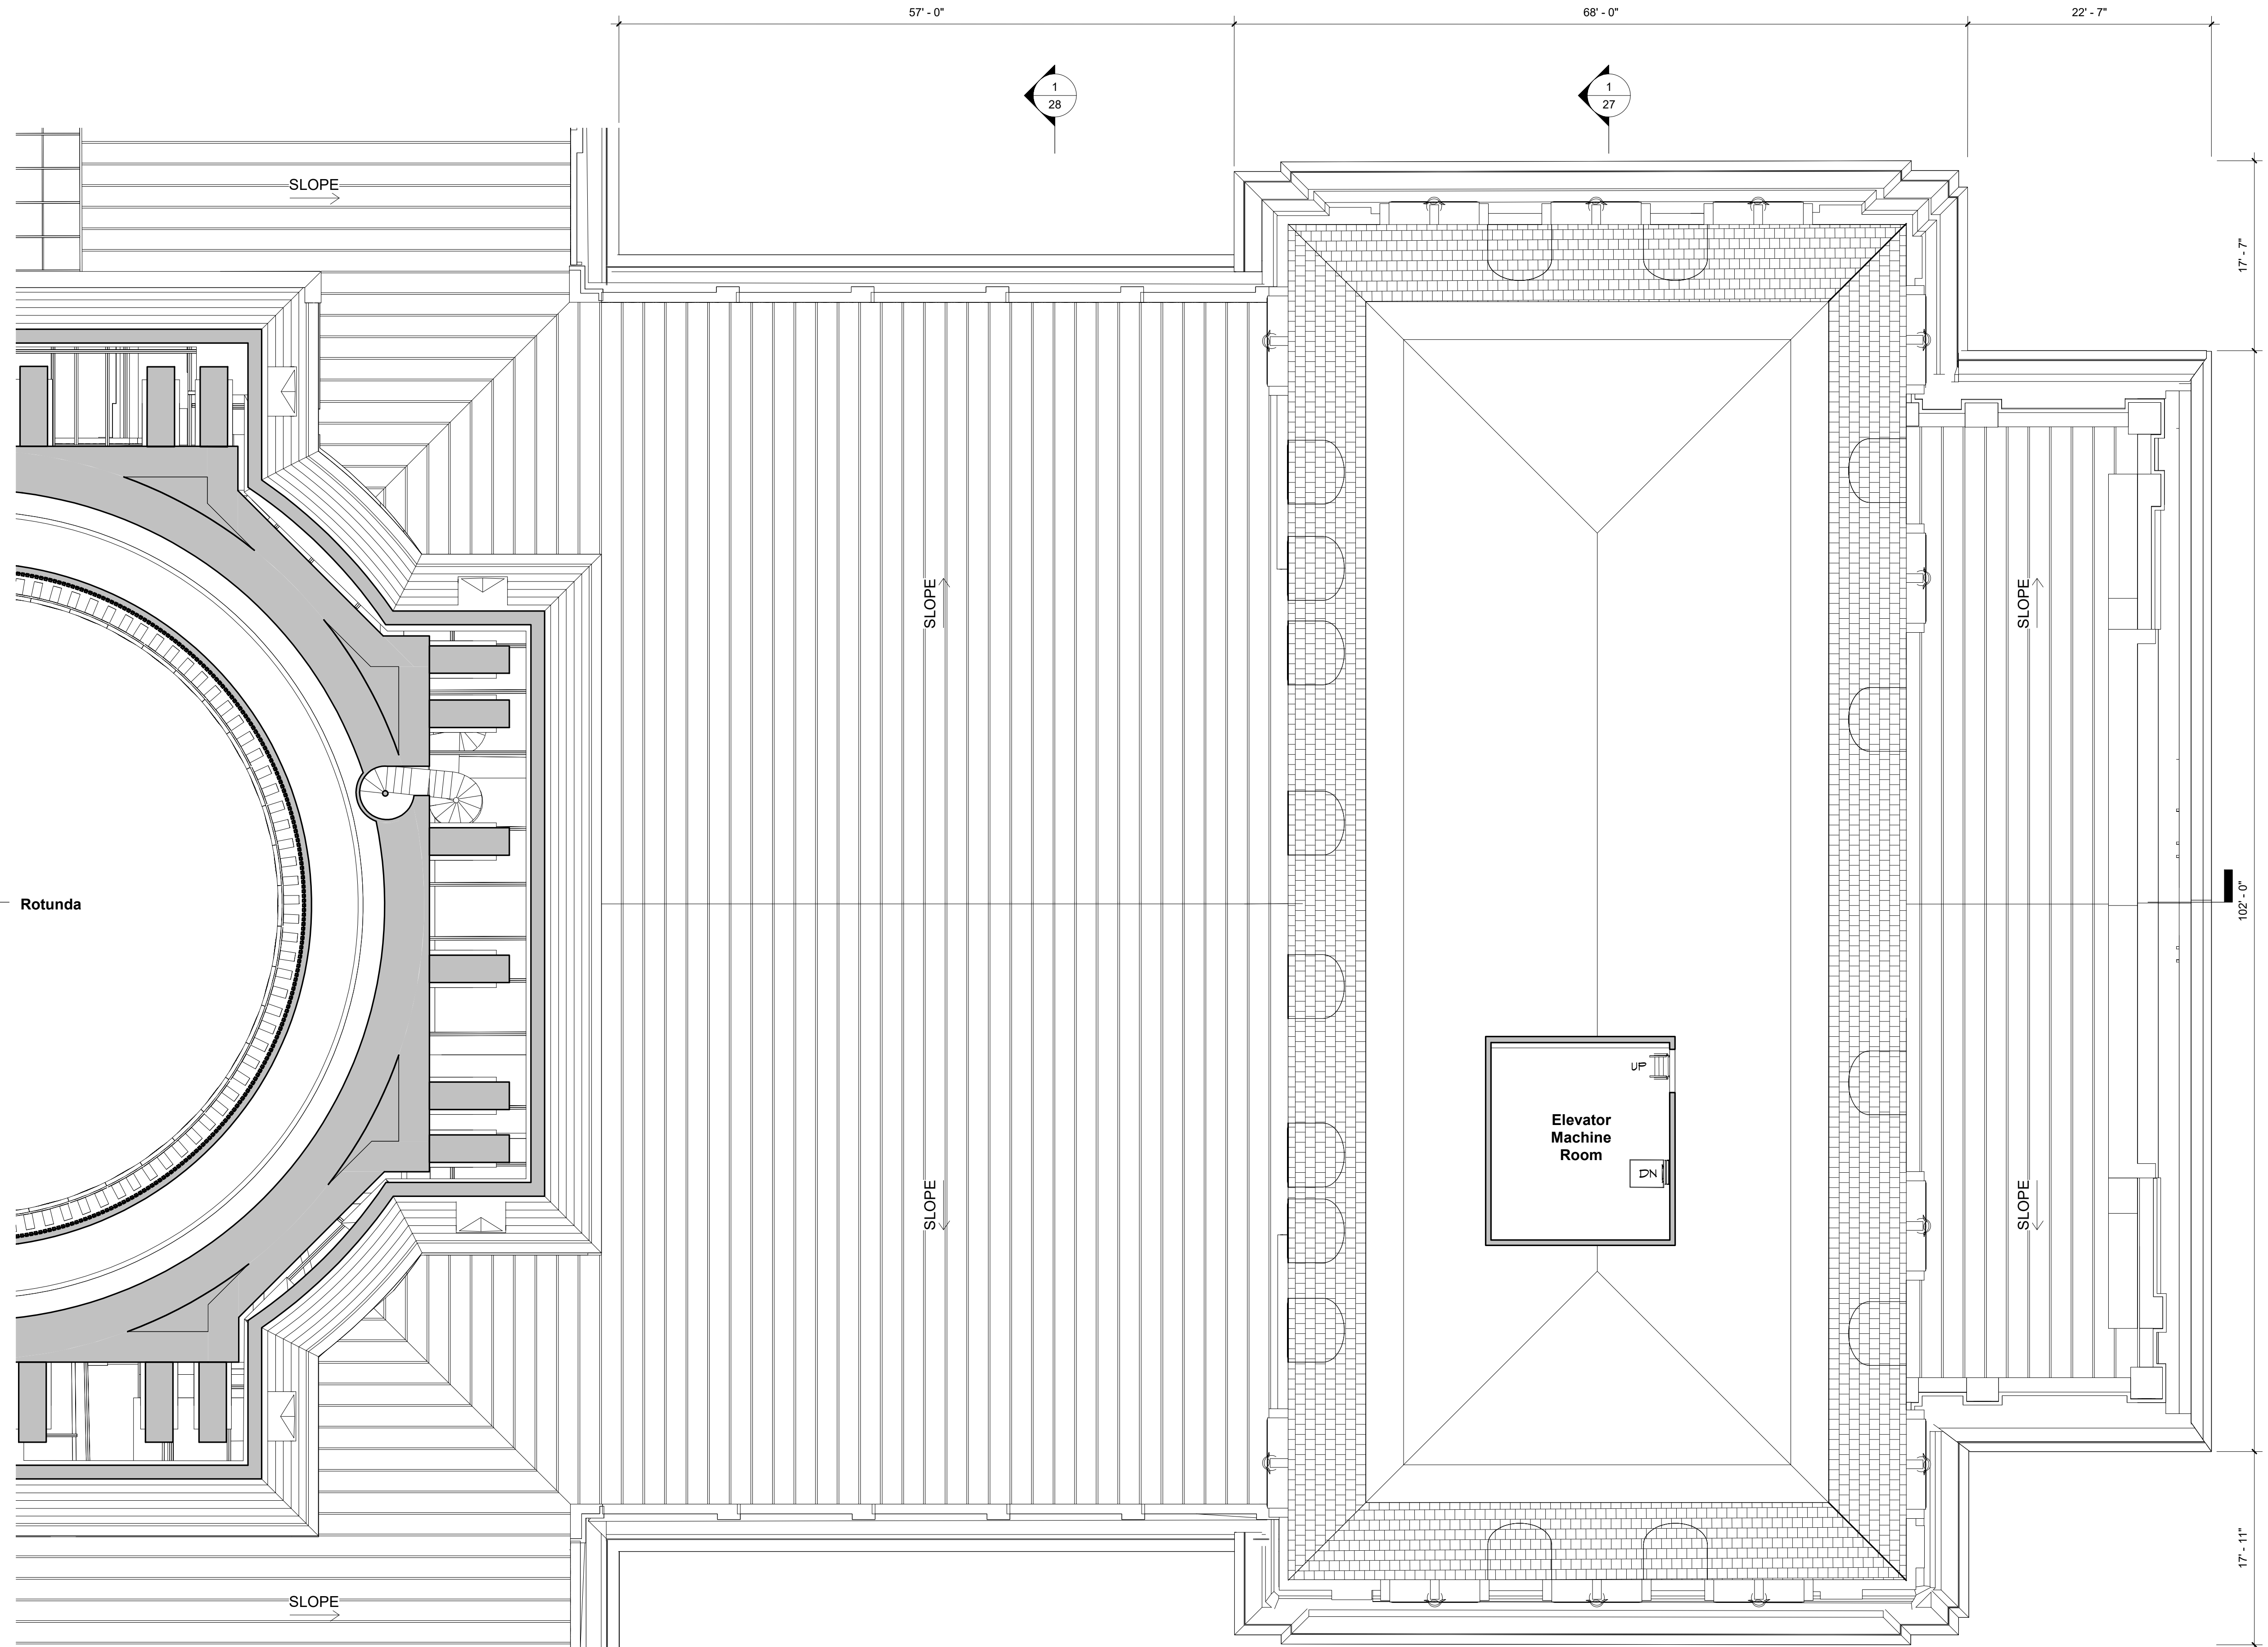 57' - 0"
68' - 0"
22' - 7"
1
28
1
27
SLOPE
17' - 7"
SLOPE
SLOPE
Rotunda
102' - 0"
UP
Elevator
Machine
Room
DN
SLOPE
SLOPE
17' - 11"
SLOPE